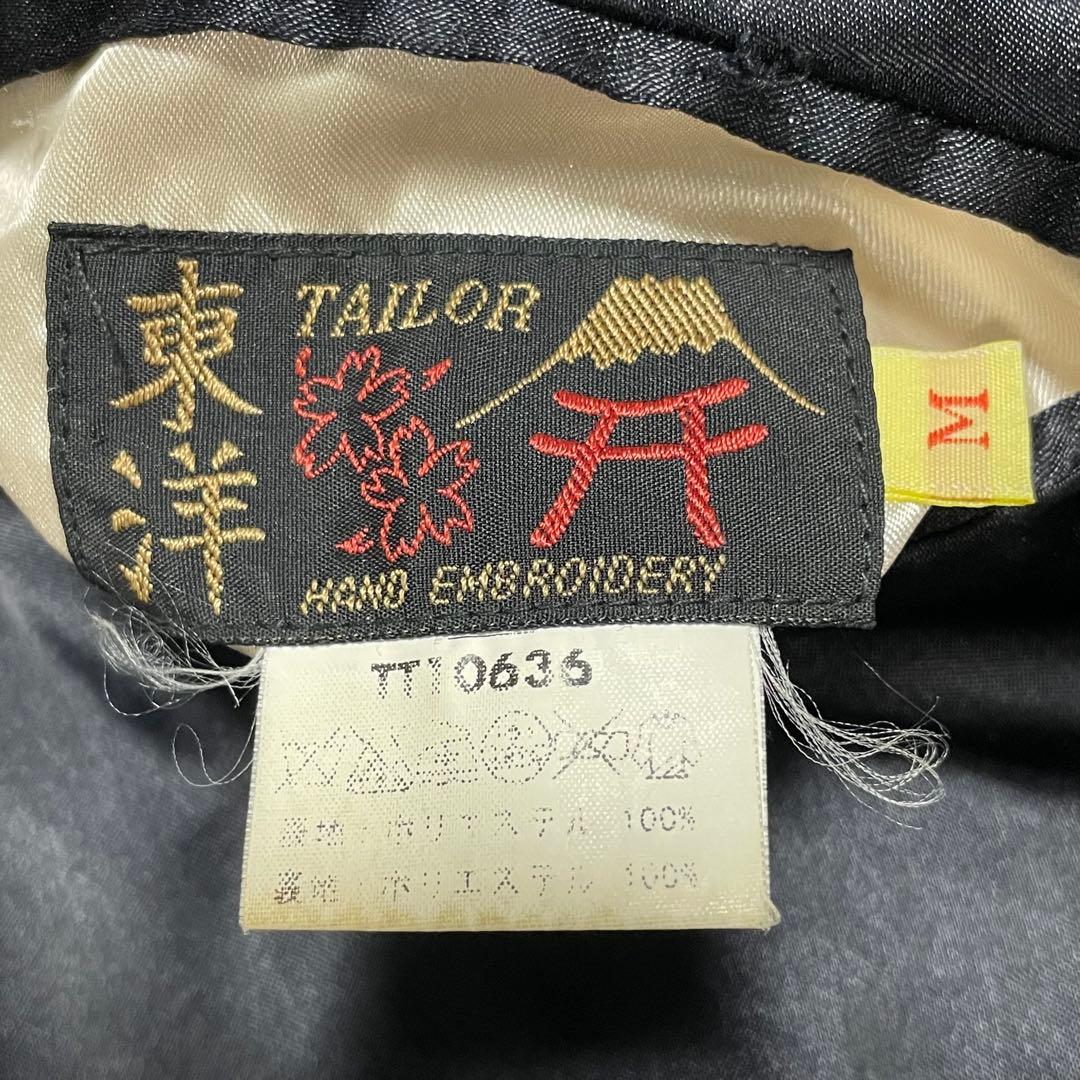 東洋
TAILOR
HAND EMBROIDERY
M
TT10636
表地・ポリエステル 100%
裏地・ポリエステル 100%